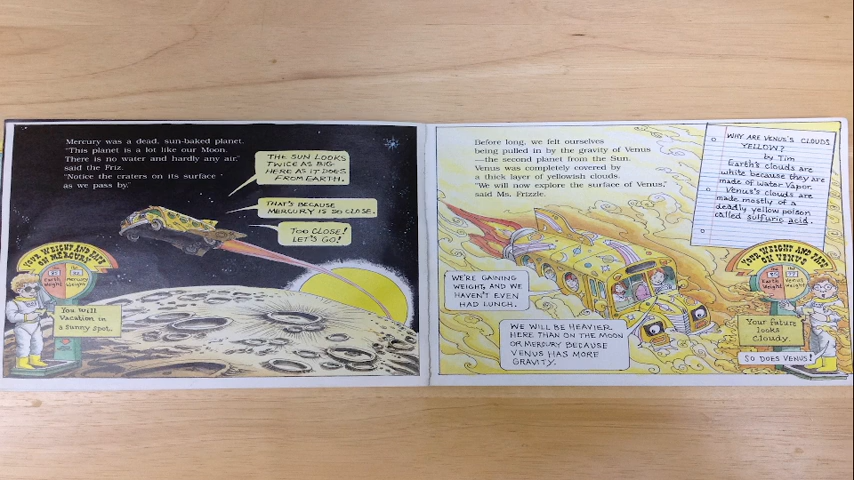 Mercury was a dead, sun-baked planet.
"This planet is a lot like our Moon.
There is no water and hardly any air,"
said the Friz.
"Notice the craters on its surface
as we pass by."
THE SUN LOOKS
TWICE AS BIG
HERE AS IT DOES
FROM EARTH.
THAT'S BECAUSE
MERCURY IS SO CLOSE.
TOO CLOSE!
LET'S GO!
YOUR WEIGHT AND FATE
ON MERCURY
Earth
Weight
Mercury
Weight
You Will
Vacation in
a Sunny spot.
Before long, we felt ourselves
being pulled in by the gravity of Venus
—the second planet from the Sun.
Venus was completely covered by
a thick layer of yellowish clouds.
"We will now explore the surface of Venus,"
said Ms. Frizzle.
WHY ARE VENUS'S CLOUDS
YELLOW?
by Tim
Earth's clouds are
white because they are
made of water vapor.
Venus's clouds are
made mostly of a
deadly yellow poison
called sulfuric acid.
WE'RE GAINING
WEIGHT, AND WE
HAVEN'T EVEN
HAD LUNCH.
WE WILL BE HEAVIER
HERE THAN ON THE MOON
OR MERCURY BECAUSE
VENUS HAS MORE
GRAVITY.
YOUR WEIGHT AND FATE
ON VENUS
85
Earth
Weight
77
Venus
Weight
Your future
looks
Cloudy.
SO DOES VENUS!